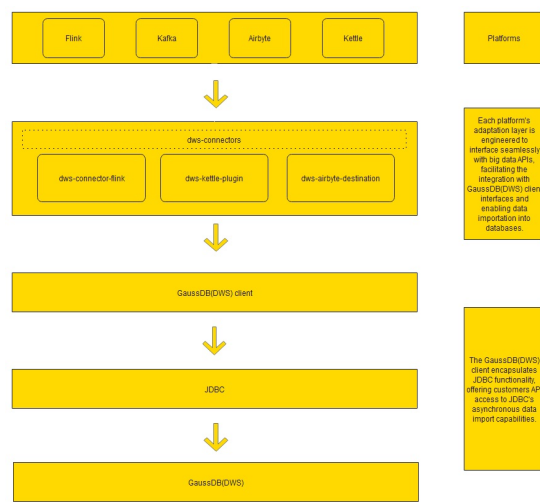 Flink
Kafka
Airbyte
Kettle
Platforms
dws-connectors
dws-connector-flink
dws-kettle-plugin
dws-airbyte-destination
Each platform's
adaptation layer is
engineered to
interface seamlessly
with big data APIs,
facilitating the
integration with
GaussDB(DWS) client
interfaces and
enabling data
importation into
databases.
GaussDB(DWS) client
JDBC
GaussDB(DWS)
The GaussDB(DWS)
client encapsulates
JDBC functionality,
offering customers AP
access to JDBC's
asynchronous data
import capabilities.